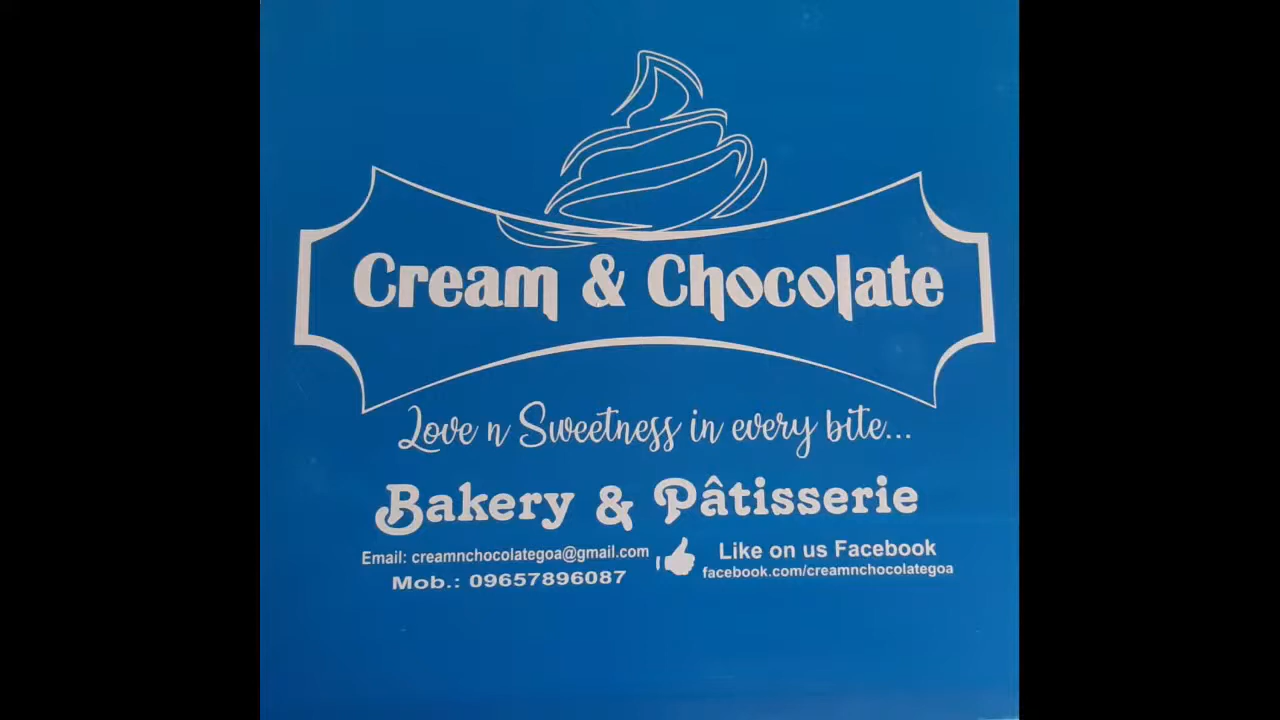 Cream & Chocolate
Love n Sweetness in every bite...
Bakery & Pâtisserie
Email: creamnchocolategoa@gmail.com
Mob.: 09657896087
Like on us Facebook
facebook.com/creamnchocolategoa